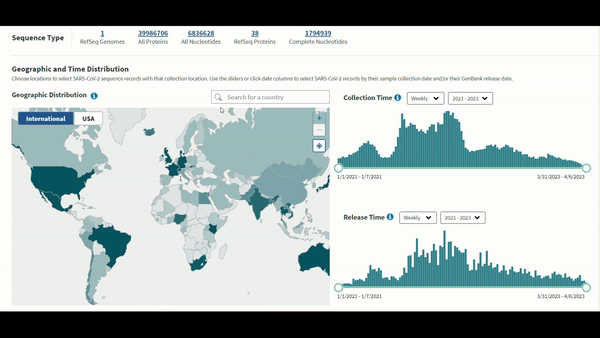 Sequence Type
1
RefSeq Genomes
39986706
All Proteins
6836628
All Nucleotides
38
RefSeq Proteins
1794939
Complete Nucleotides
Geographic and Time Distribution
Choose locations to select SARS-CoV-2 sequence records with that collection location. Use the sliders or click date columns to select SARS-CoV-2 records by their sample collection date and/or their GenBank release date.
Geographic Distribution
Search for a country
International
USA
Collection Time
Weekly
2021 - 2023
1/1/2021 - 1/7/2021
3/31/2023 - 4/6/2023
Release Time
Weekly
2021 - 2023
1/1/2021 - 1/7/2021
3/31/2023 - 4/6/2023